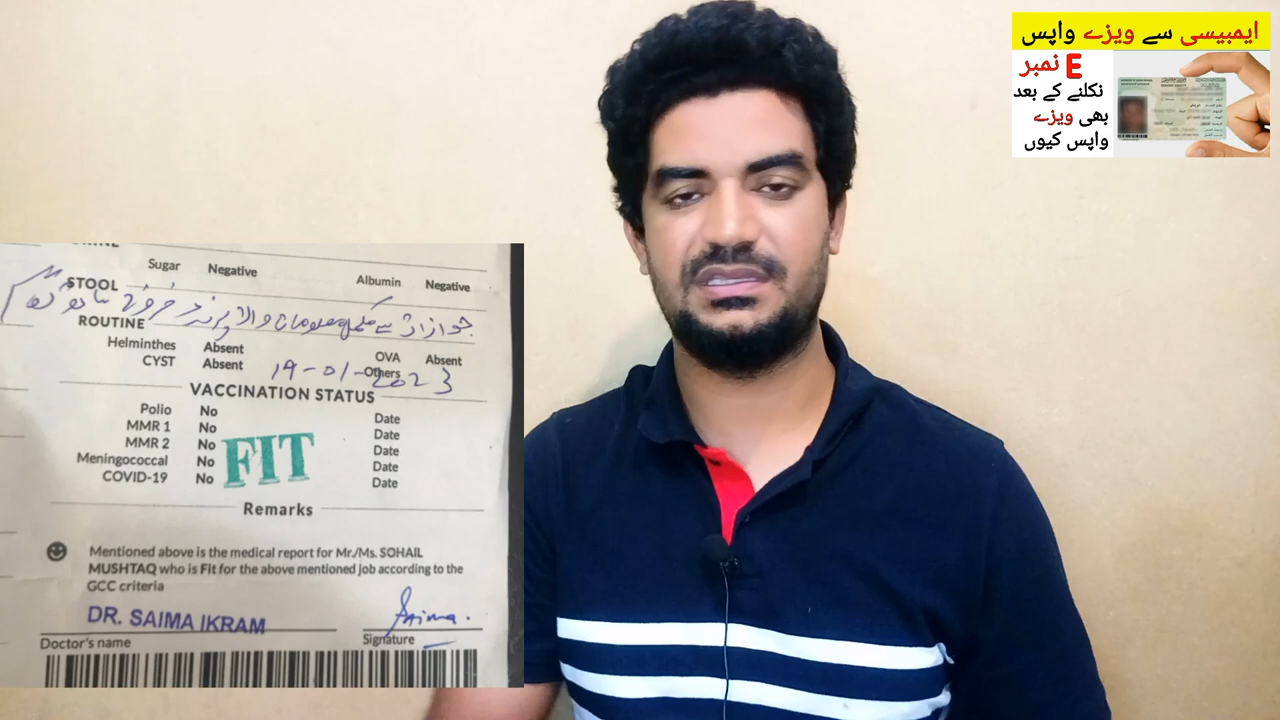 ایمبیسی سے ویزے واپس
E نمبر
نکلنے کے بعد
بھی ویزے
واپس کیوں
Sugar Negative Albumin Negative
STOOL
ROUTINE
Helminthes Absent OVA Absent
CYST Absent Others
19-01-2023
VACCINATION STATUS
Polio No Date
MMR 1 No Date
MMR 2 No Date
Meningococcal No Date
COVID-19 No Date
FIT
Remarks
Mentioned above is the medical report for Mr./Ms. SOHAIL
MUSHTAQ who is Fit for the above mentioned job according to the
GCC criteria
DR. SAIMA IKRAM
Saima.
Doctor's name Signature